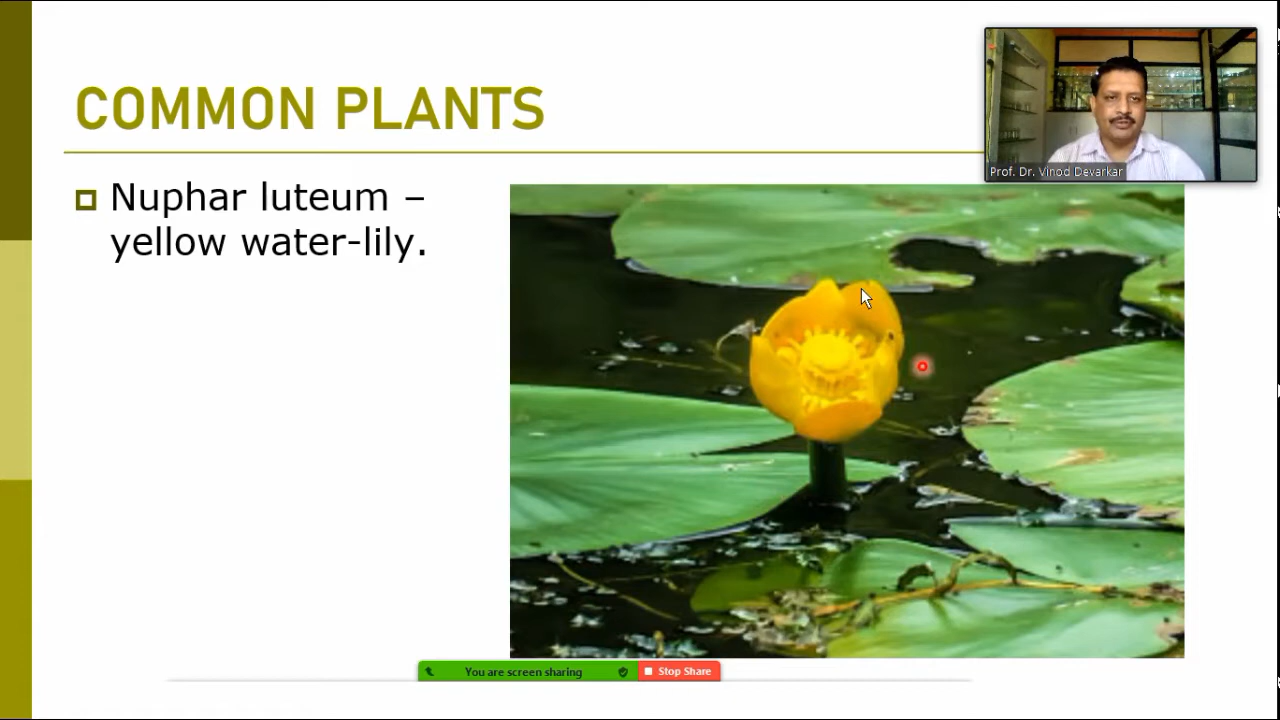 COMMON PLANTS
Nuphar luteum –
yellow water-lily.
Prof. Dr. Vinod Devarkar
You are screen sharing
Stop Share